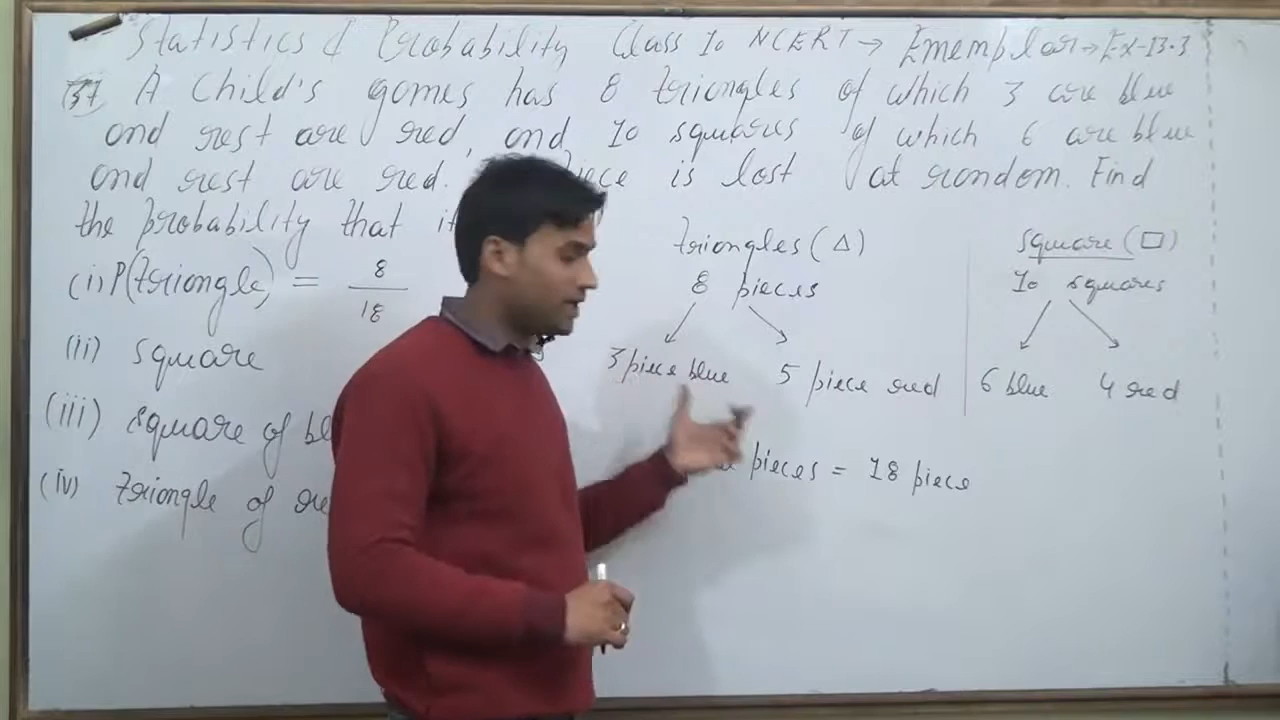 Statistics & Probability Class 10 NCERT → Exemplar → Ex-13.3
37) A Child's games has 8 triangles of which 3 are blue
and rest are red, and 10 squares of which 6 are blue
and rest are red. piece is lost at random. Find
the probability that it
(i) P(triangle) = 8/18
(ii) square
(iii) square of bl
(iv) triangle of re
triangles (△)
8 pieces
3 piece blue 5 piece red
square (□)
10 squares
6 blue 4 red
pieces = 18 piece